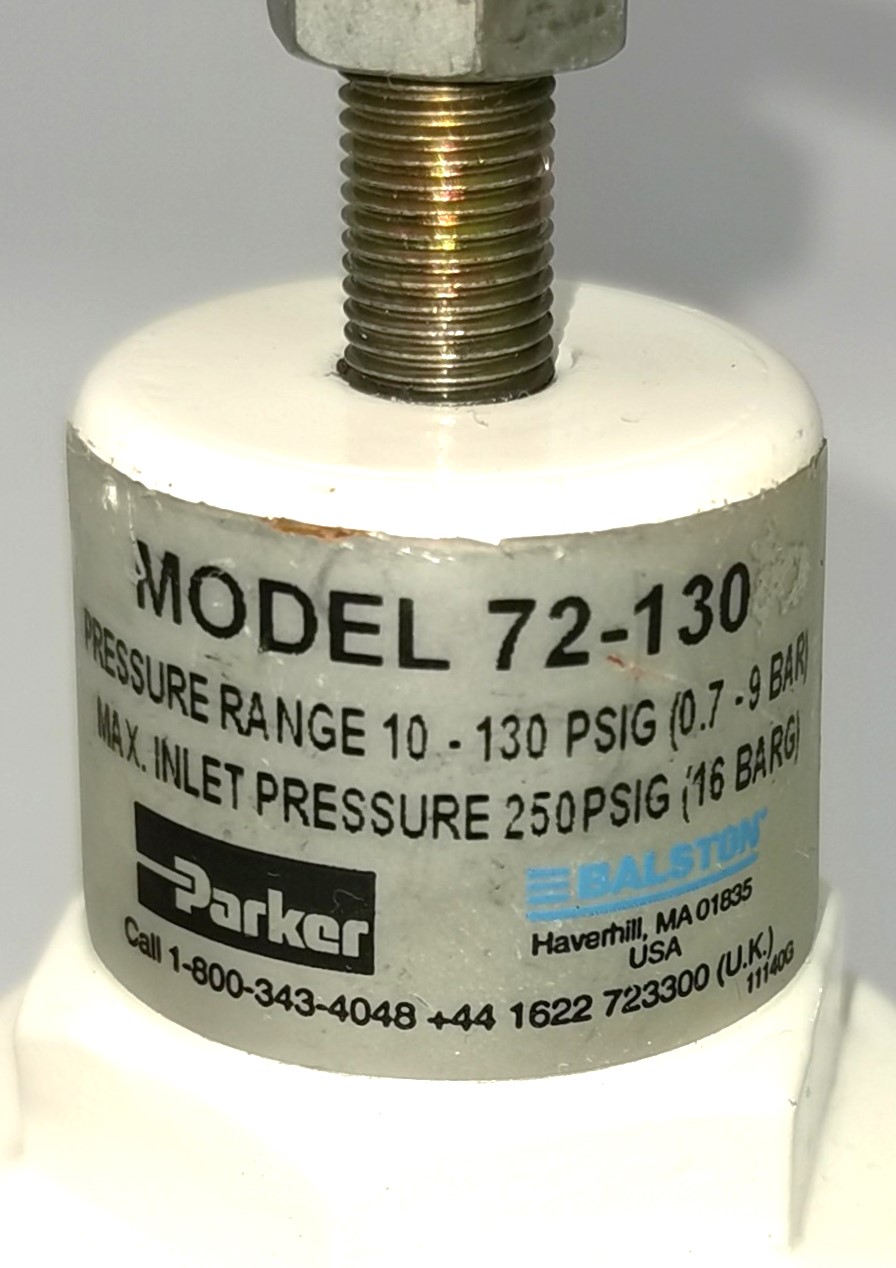 MODEL 72-130
PRESSURE RANGE 10 - 130 PSIG (0.7 - 9 BAR)
MAX. INLET PRESSURE 250PSIG (16 BARG)
Parker
BALSTON®
Haverhill, MA 01835
USA
Call 1-800-343-4048 +44 1622 723300 (U.K.)
11140G